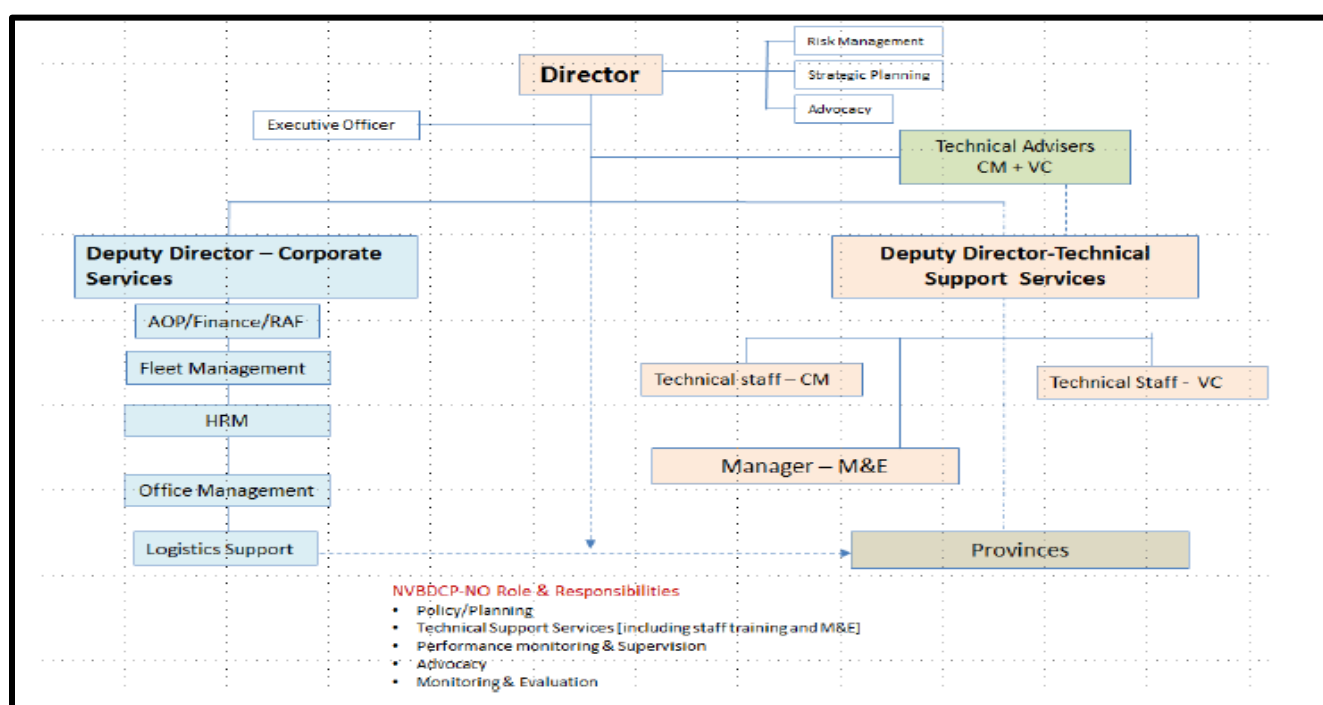 Risk Management
Director
Strategic Planning
Advocacy
Executive Officer
Technical Advisers
CM + VC
Deputy Director – Corporate
Services
Deputy Director-Technical
Support Services
AOP/Finance/RAF
Fleet Management
HRM
Office Management
Logistics Support
Technical staff – CM
Technical Staff - VC
Manager – M&E
Provinces
NVBDCP-NO Role & Responsibilities
• Policy/Planning
• Technical Support Services [including staff training and M&E]
• Performance monitoring & Supervision
• Advocacy
• Monitoring & Evaluation